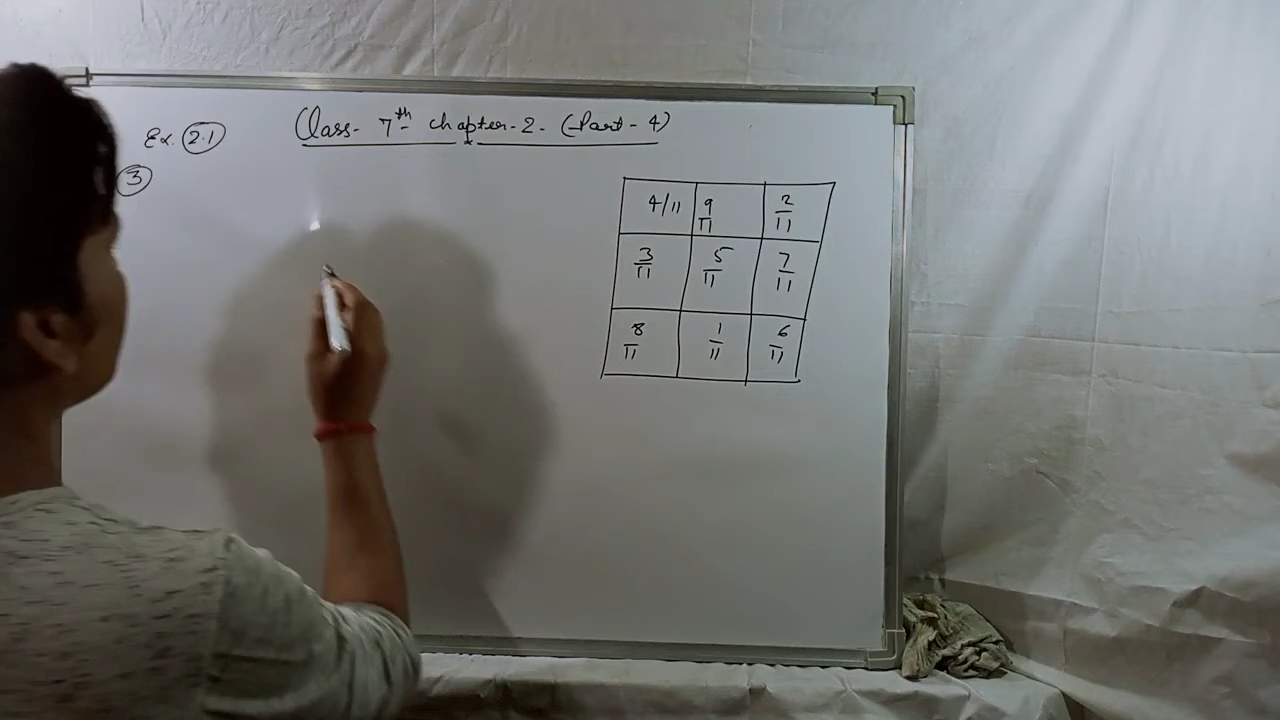 Class- 7th chapter-2- (Part-4)
Ex. 2.1
3
4/11 9/11 2/11
3/11 5/11 7/11
8/11 1/11 6/11